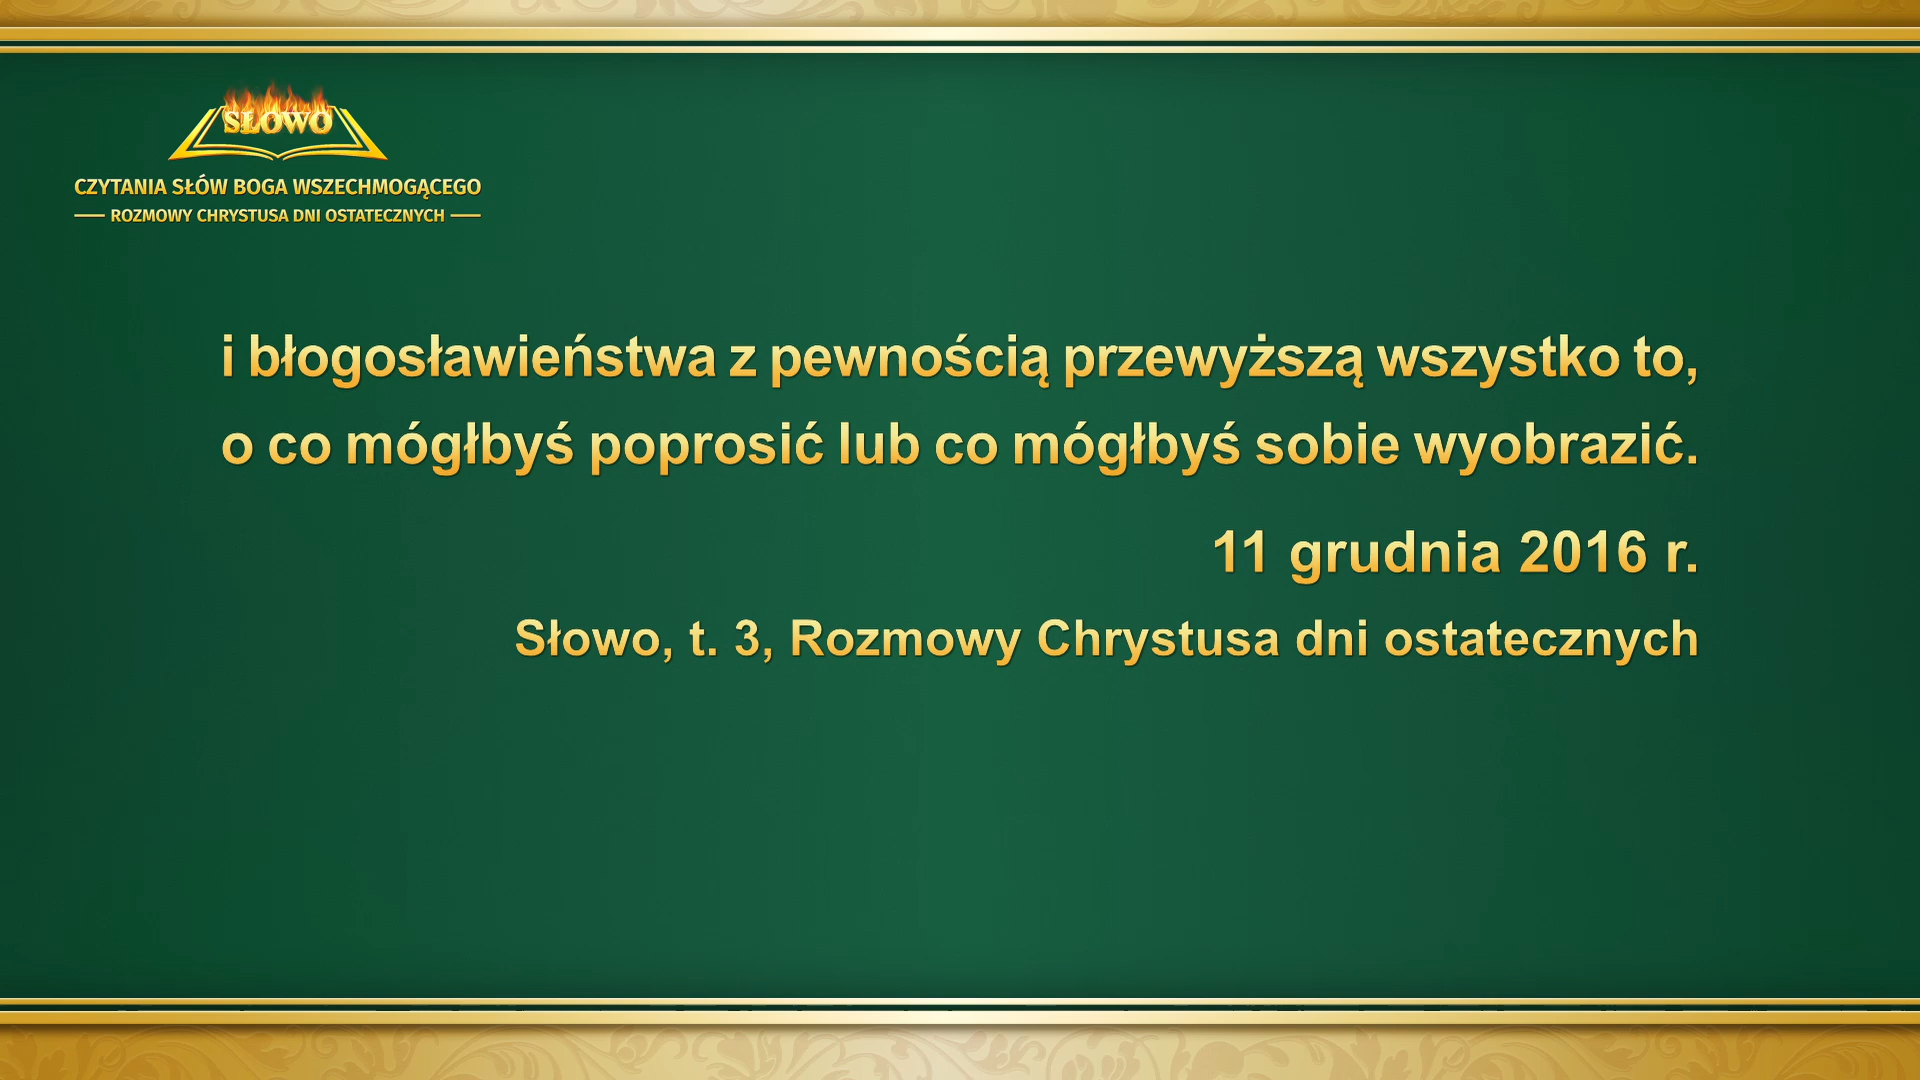 SŁOWO
CZYTANIA SŁÓW BOGA WSZECHMOGĄCEGO
ROZMOWY CHRYSTUSA DNI OSTATECZNYCH
i błogosławieństwa z pewnością przewyższą wszystko to,
o co mógłbyś poprosić lub co mógłbyś sobie wyobrazić.
11 grudnia 2016 r.
Słowo, t. 3, Rozmowy Chrystusa dni ostatecznych